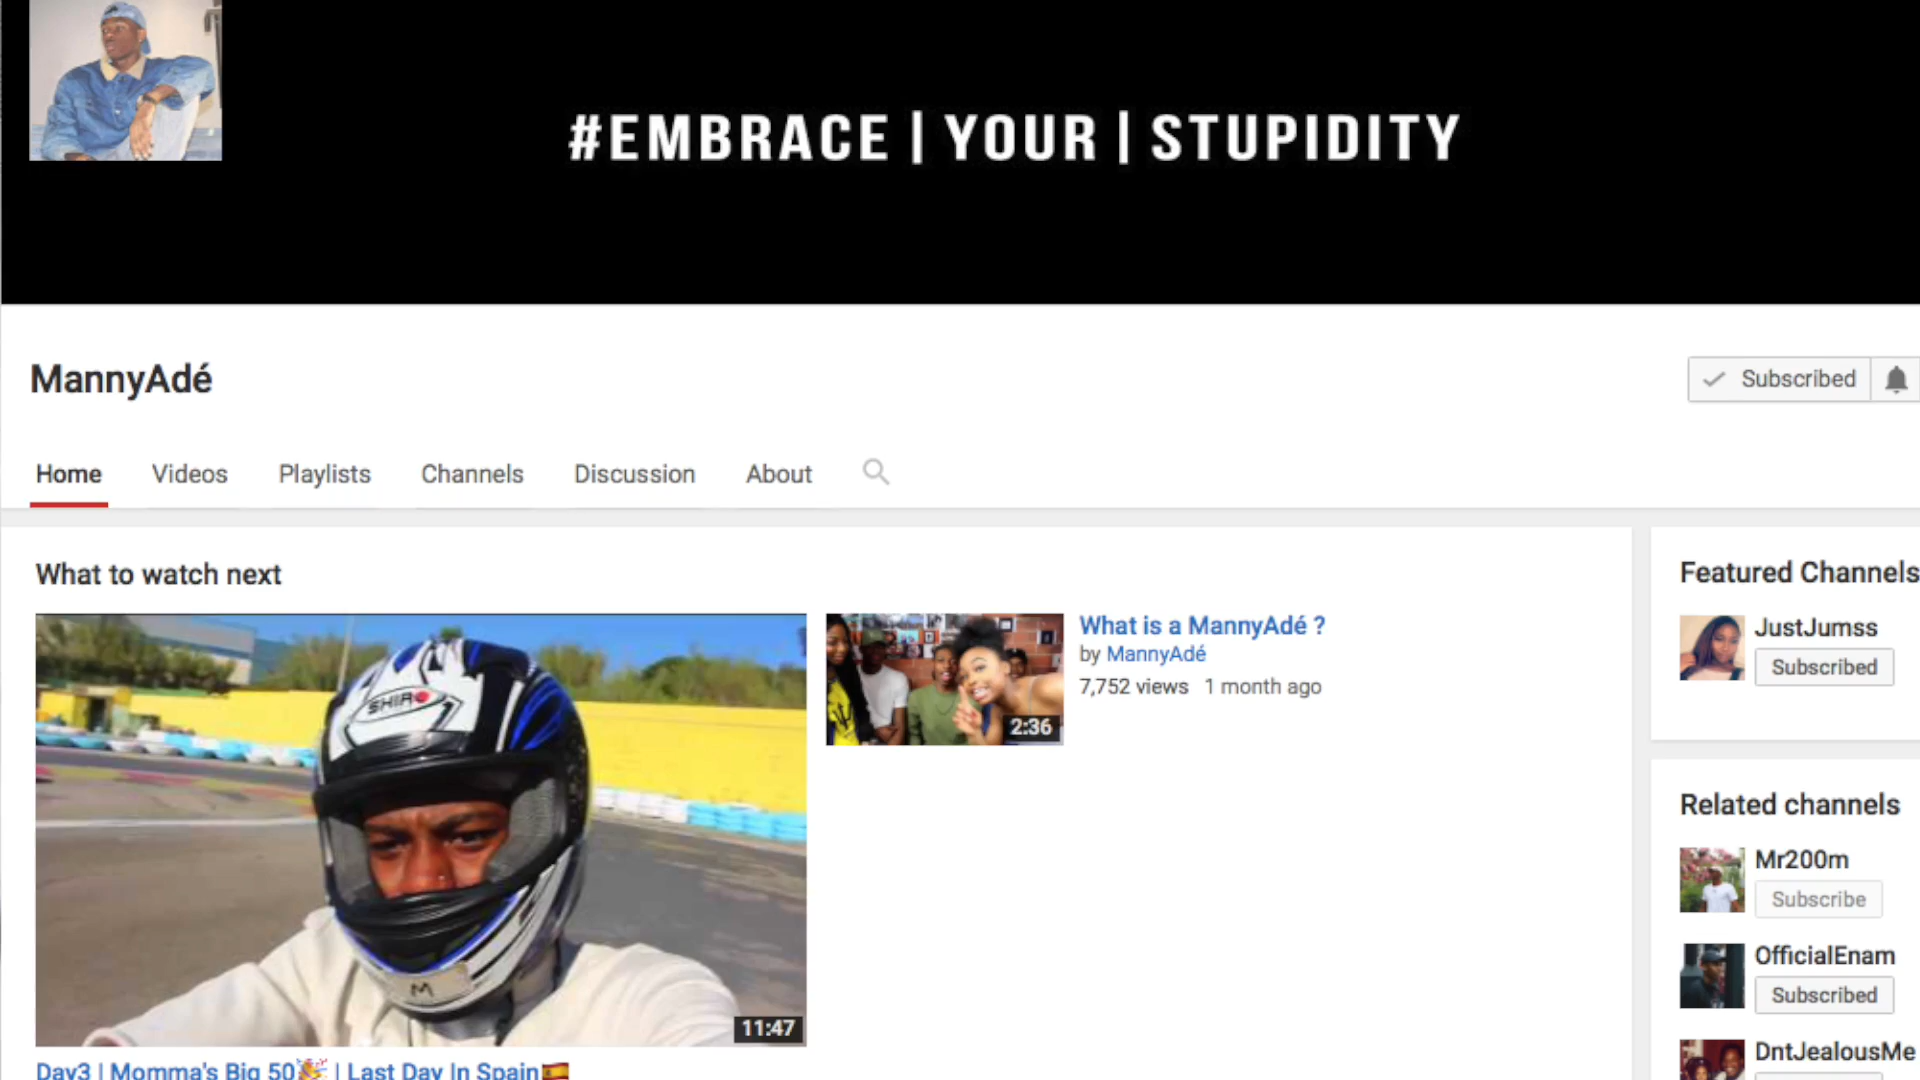 #EMBRACE | YOUR | STUPIDITY
MannyAdé
Subscribed
Home Videos Playlists Channels Discussion About
What to watch next
SHIRO
M
11:47
Day3 | Momma's Big 50🎉 | Last Day In Spain🇪🇸
2:36
What is a MannyAdé ?
by MannyAdé
7,752 views 1 month ago
Featured Channels
JustJumss
Subscribed
Related channels
Mr200m
Subscribe
OfficialEnam
Subscribed
DntJealousMe